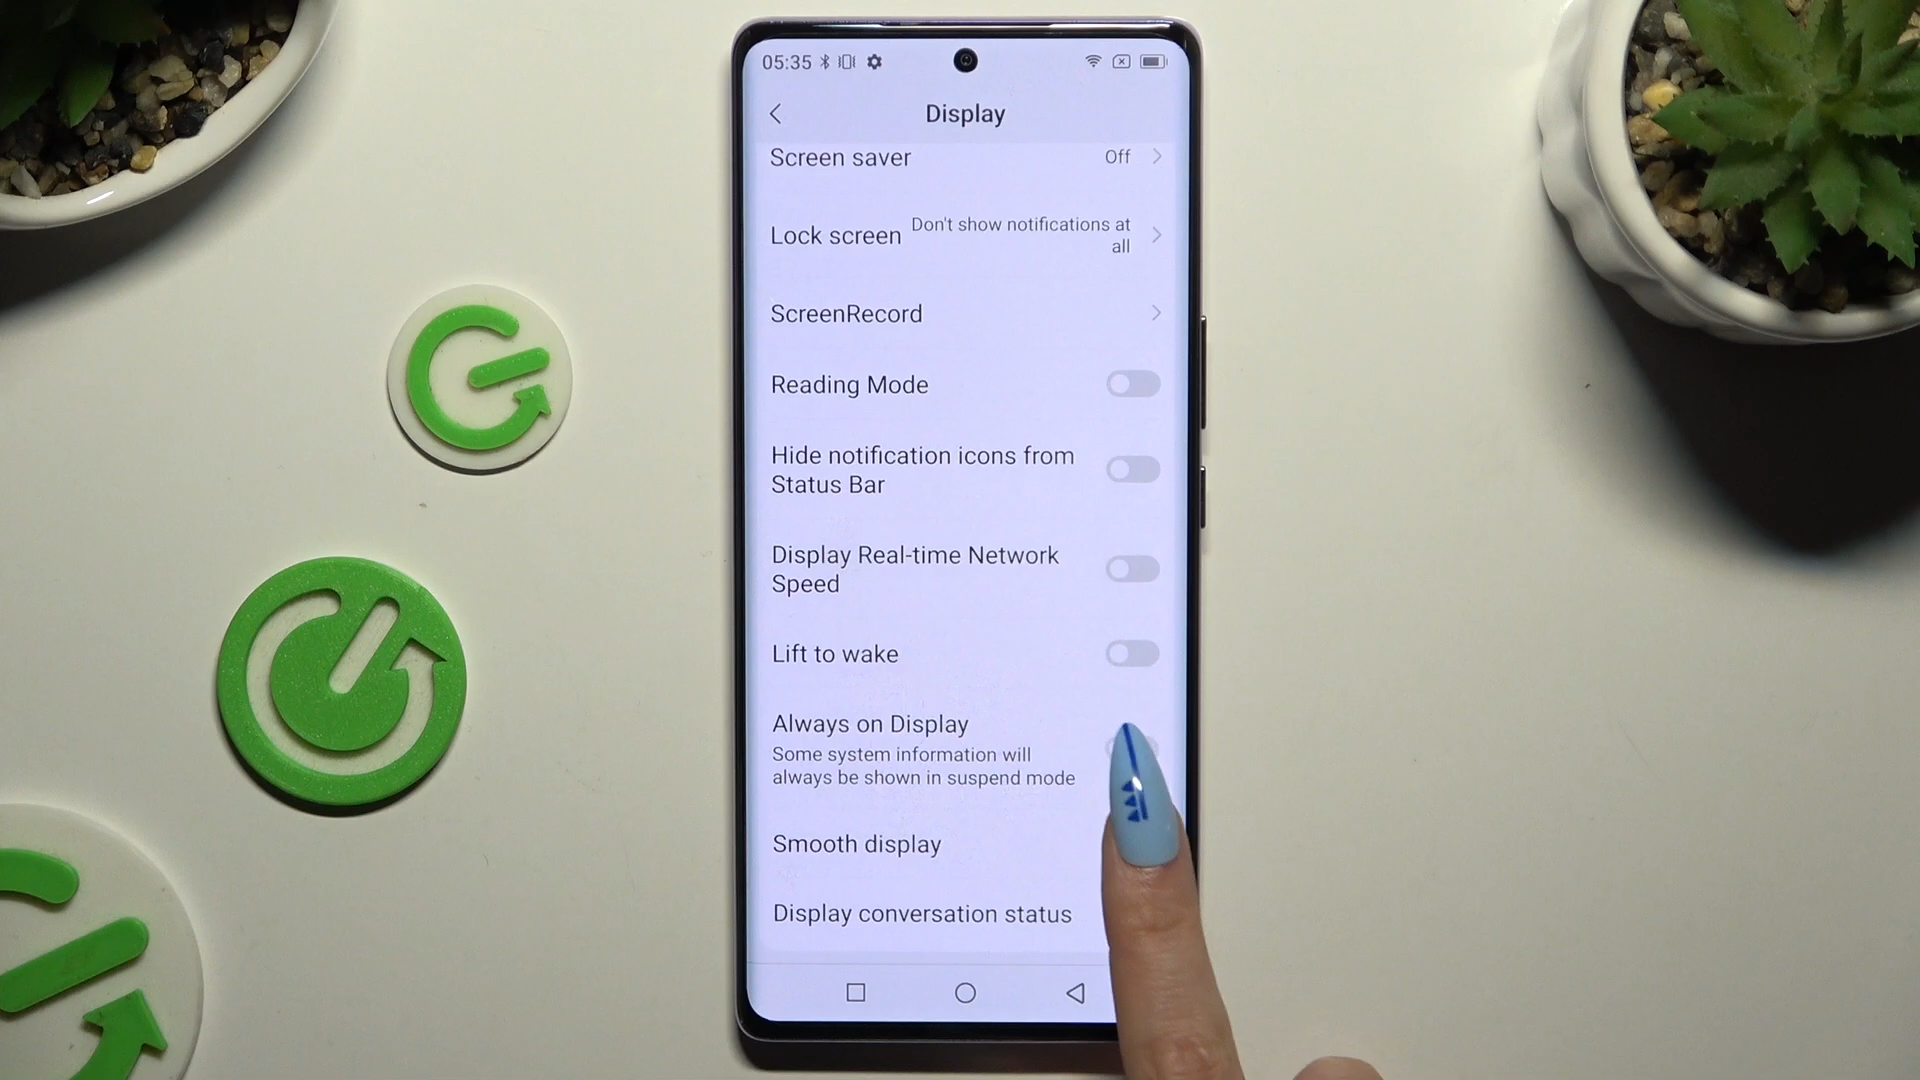 05:35
Display
Screen saver Off
Lock screen Don't show notifications at
all
ScreenRecord
Reading Mode
Hide notification icons from
Status Bar
Display Real-time Network
Speed
Lift to wake
Always on Display
Some system information will
always be shown in suspend mode
Smooth display
Display conversation status